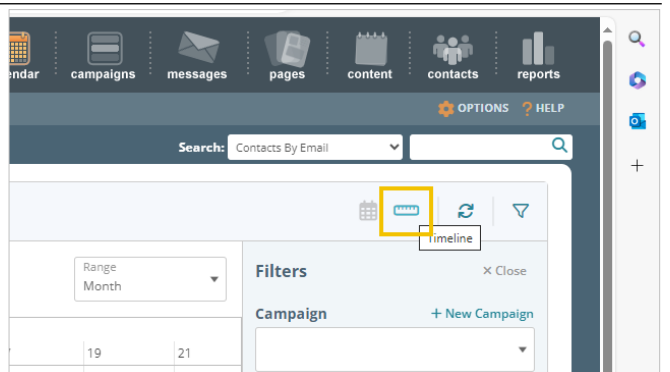 endar campaigns messages pages content contacts reports
OPTIONS ? HELP
Search: Contacts By Email
Timeline
Range
Month
Filters × Close
Campaign + New Campaign
19 21